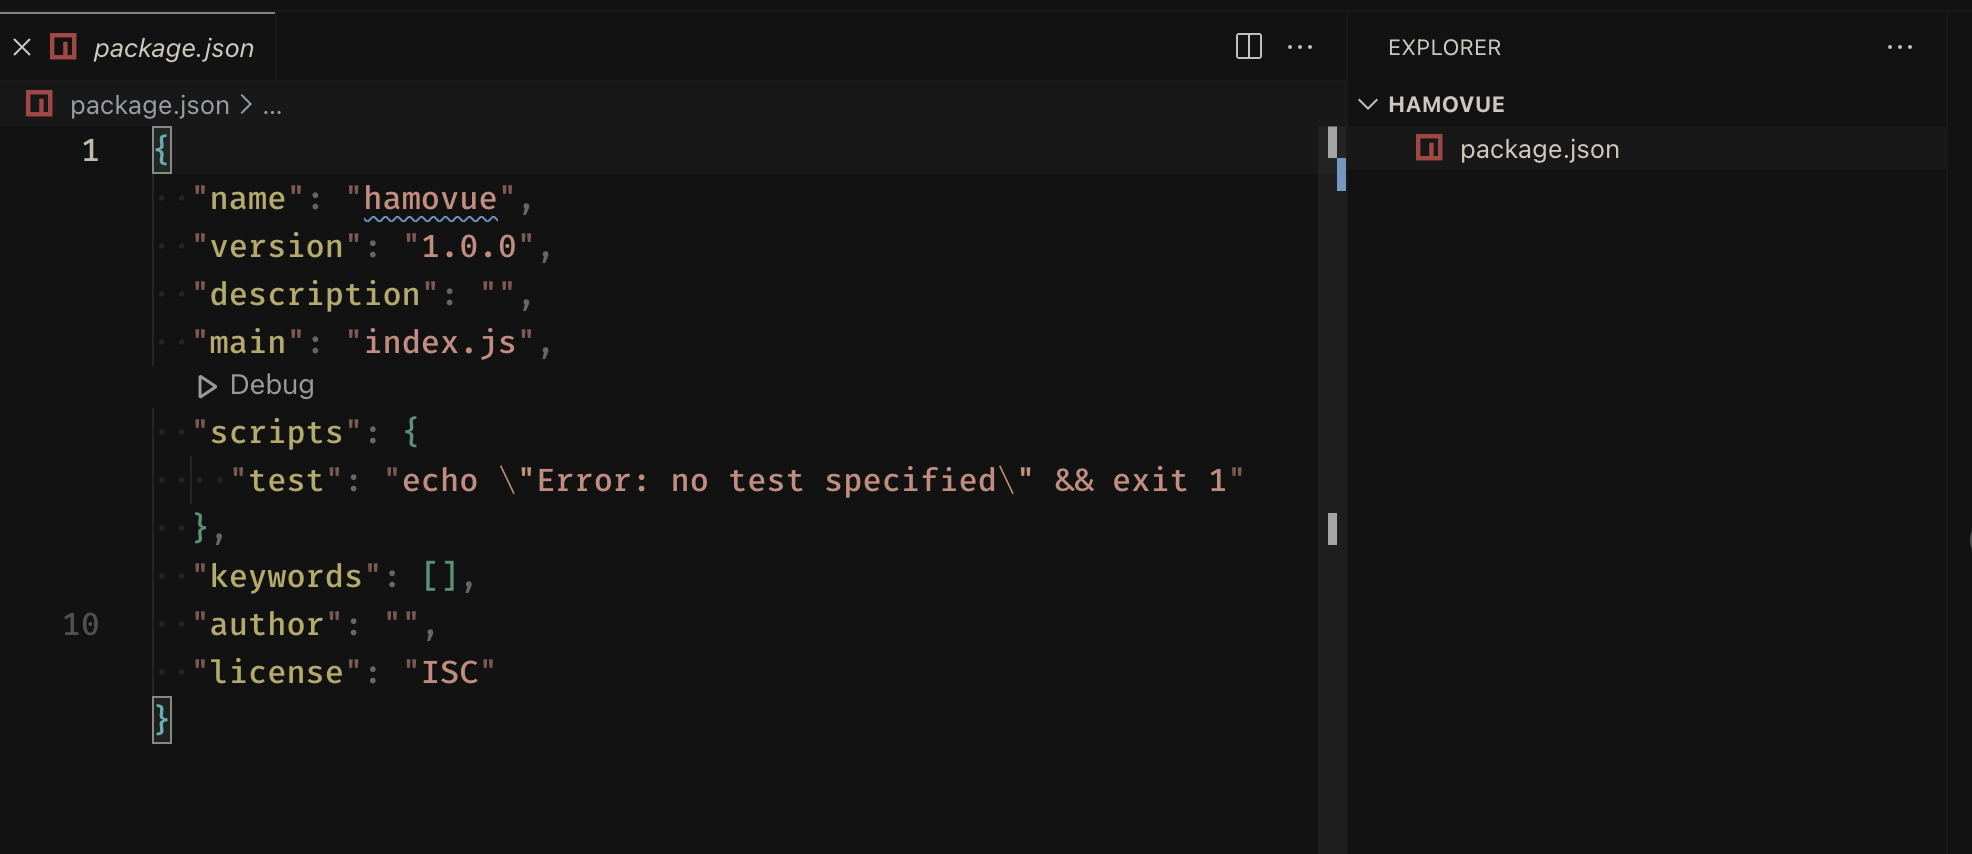 package.json
package.json > ...
1 {
"name": "hamovue",
"version": "1.0.0",
"description": "",
"main": "index.js",
Debug
"scripts": {
"test": "echo \"Error: no test specified\" && exit 1"
},
"keywords": [],
10 "author": "",
"license": "ISC"
}
EXPLORER
HAMOVUE
package.json